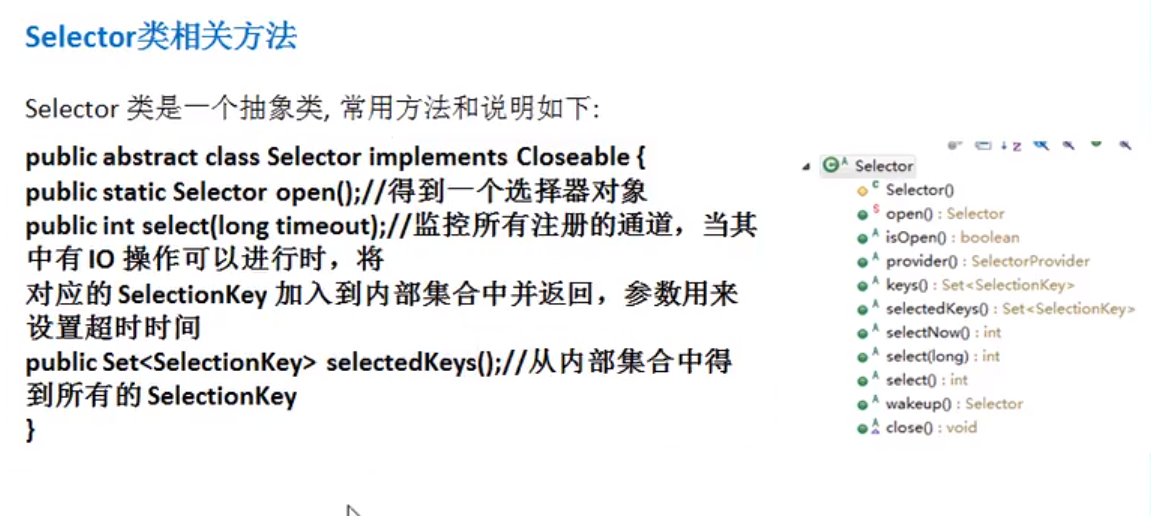 Selector类相关方法
Selector 类是一个抽象类, 常用方法和说明如下:
public abstract class Selector implements Closeable {
public static Selector open();//得到一个选择器对象
public int select(long timeout);//监控所有注册的通道，当其
中有 IO 操作可以进行时，将
对应的 SelectionKey 加入到内部集合中并返回，参数用来
设置超时时间
public Set<SelectionKey> selectedKeys();//从内部集合中得
到所有的 SelectionKey
}
Selector
Selector()
open() : Selector
isOpen() : boolean
provider() : SelectorProvider
keys() : Set<SelectionKey>
selectedKeys() : Set<SelectionKey>
selectNow() : int
select(long) : int
select() : int
wakeup() : Selector
close() : void